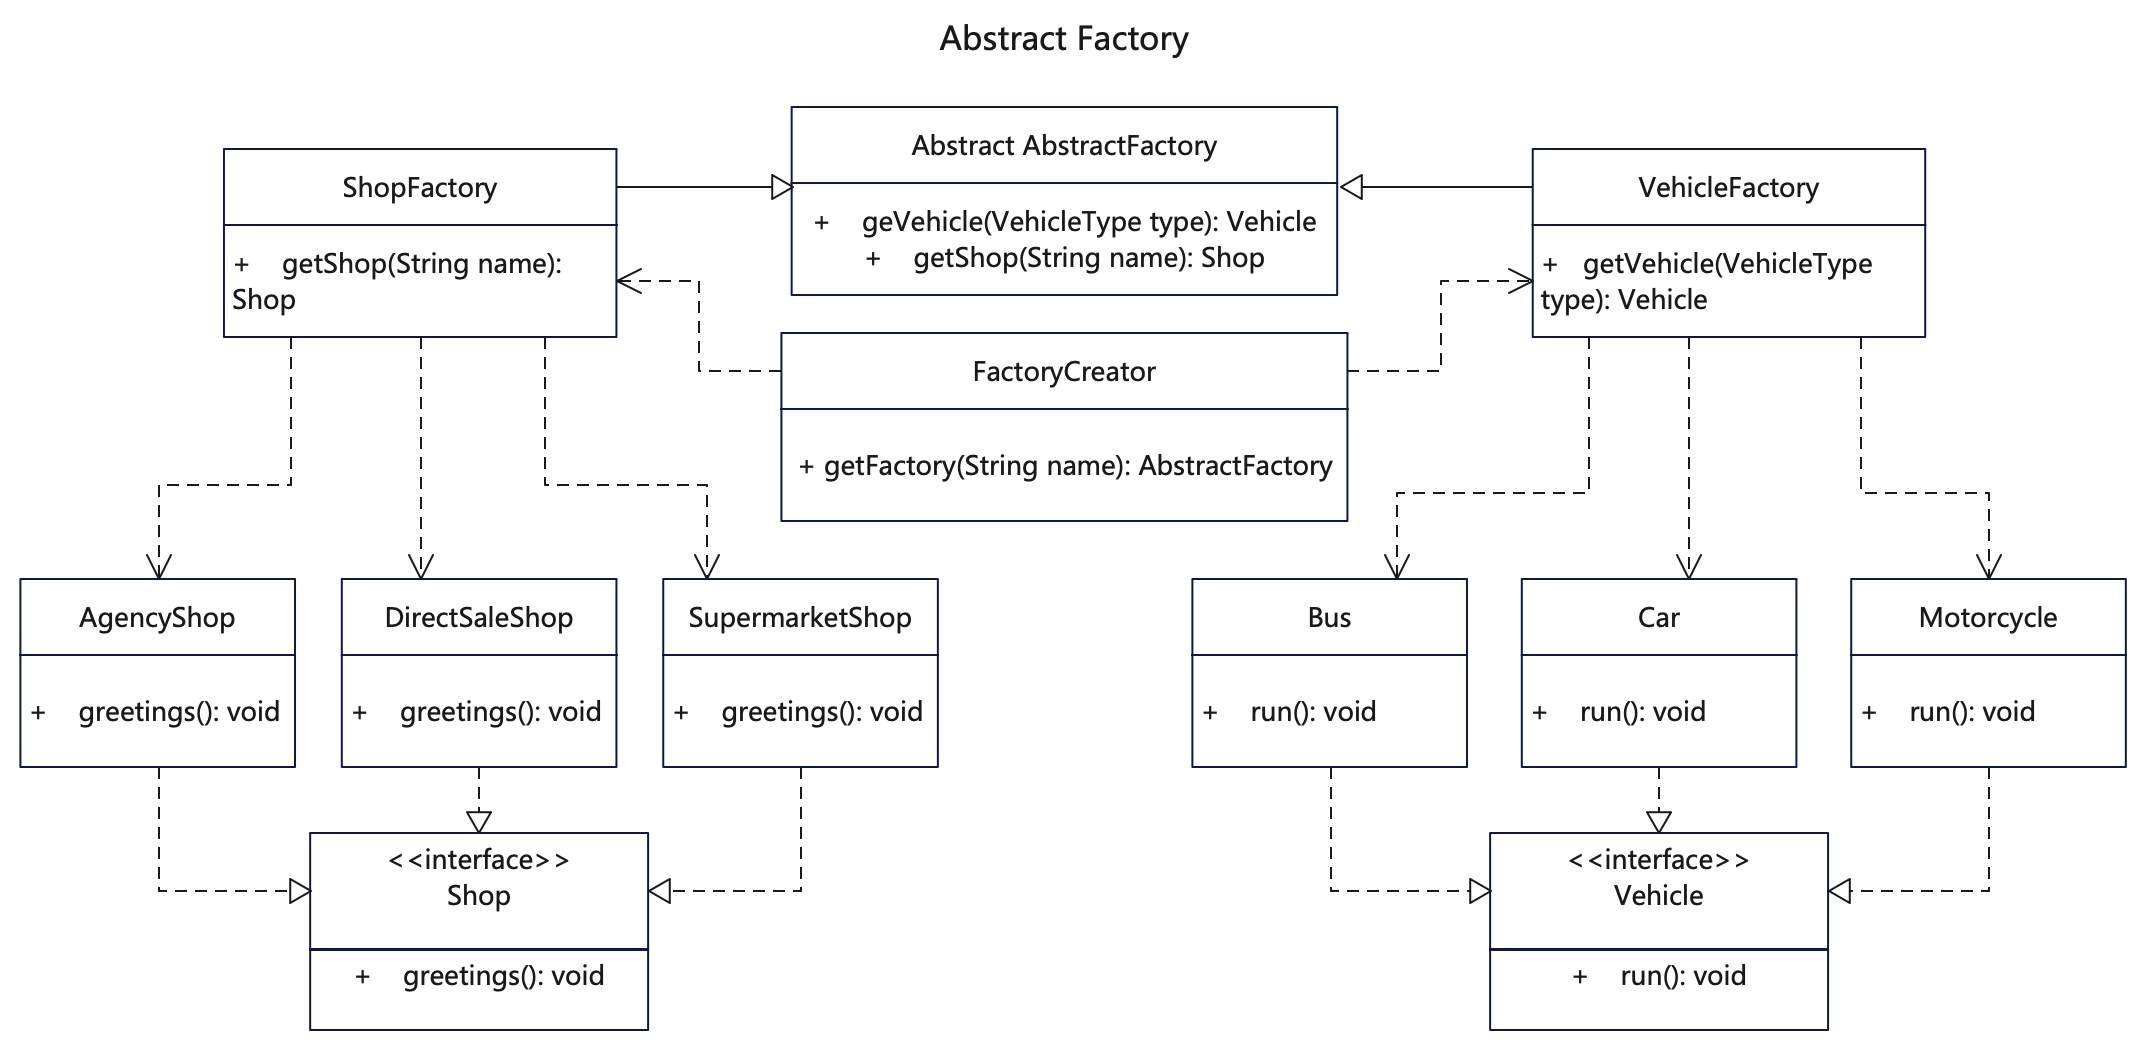 Abstract Factory
Abstract AbstractFactory
+ geVehicle(VehicleType type): Vehicle
+ getShop(String name): Shop
ShopFactory
+ getShop(String name):
Shop
VehicleFactory
+ getVehicle(VehicleType
type): Vehicle
FactoryCreator
+ getFactory(String name): AbstractFactory
AgencyShop
+ greetings(): void
DirectSaleShop
+ greetings(): void
SupermarketShop
+ greetings(): void
Bus
+ run(): void
Car
+ run(): void
Motorcycle
+ run(): void
<<interface>>
Shop
+ greetings(): void
<<interface>>
Vehicle
+ run(): void